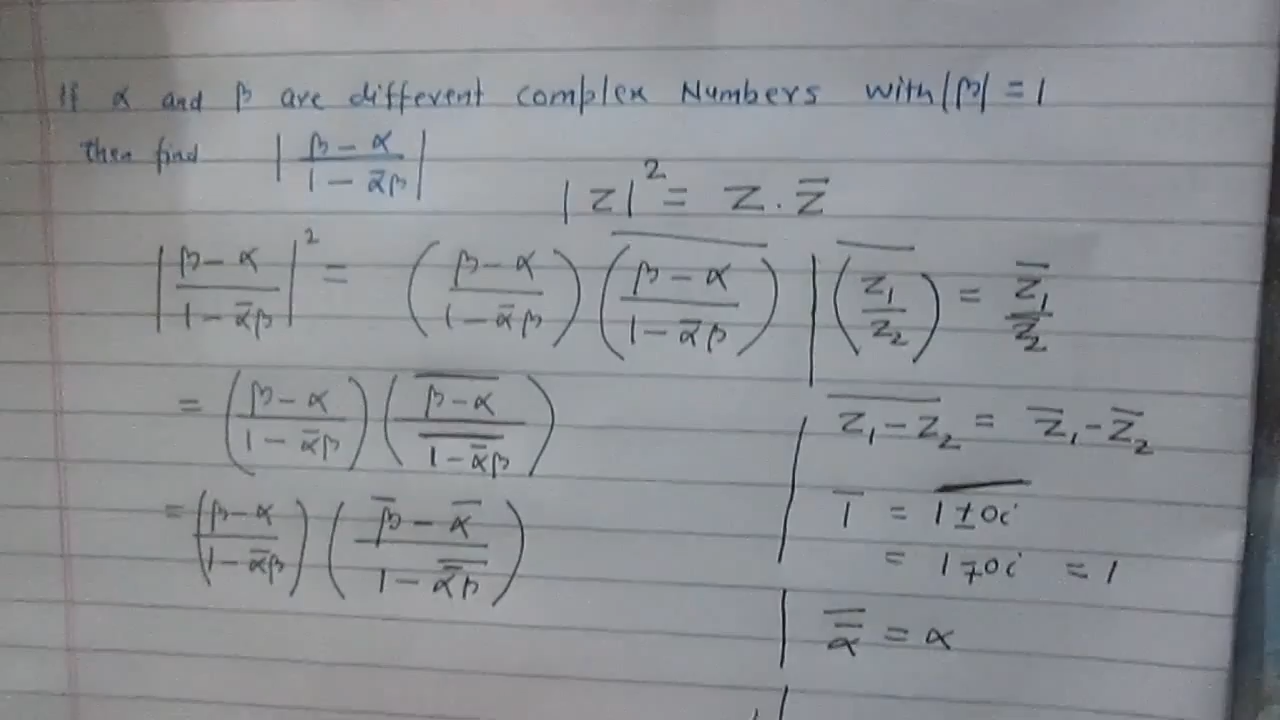 If α and β are different complex Numbers with |β| = 1
then find |(β - α)/(1 - ᾱβ)|
|z|² = z . z̅
|(β - α)/(1 - ᾱβ)|² = ((β - α)/(1 - ᾱβ)) \overline{((β - α)/(1 - ᾱβ))}
\overline{(z₁/z₂)} = z̅₁/z̅₂
= ((β - α)/(1 - ᾱβ)) (\overline{β - α}/\overline{1 - ᾱβ})
\overline{z₁ - z₂} = z̅₁ - z̅₂
= ((β - α)/(1 - ᾱβ)) ((β̅ - ᾱ)/(1 - \overline{ᾱβ}))
1̅ = \overline{1 ± 0i}
= 1 ∓ 0i = 1
\overline{ᾱ} = α